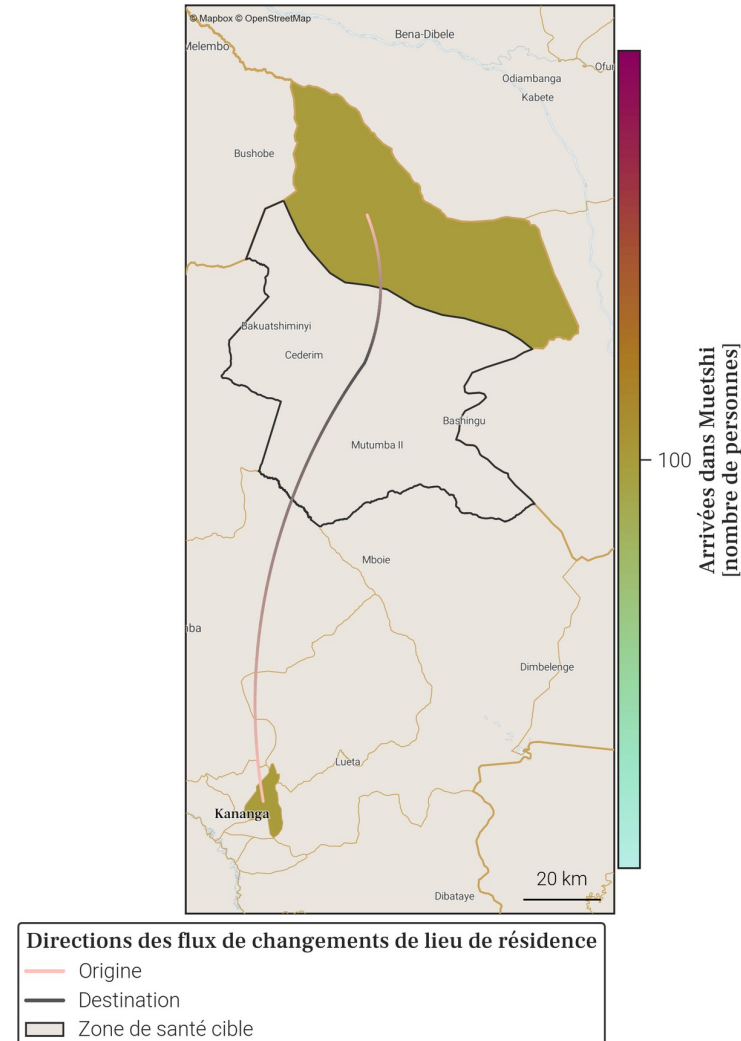 © Mapbox © OpenStreetMap
Bena-Dibele
Melembo
Odiambanga
Kabete
Bushobe
Bakuatshiminyi
Cederim
Bashingu
Mutumba II
Mboie
Dimbelenge
Lueta
Kananga
Dibataye
20 km
100
Arrivées dans Muetshi
[nombre de personnes]
Directions des flux de changements de lieu de résidence
Origine
Destination
Zone de santé cible